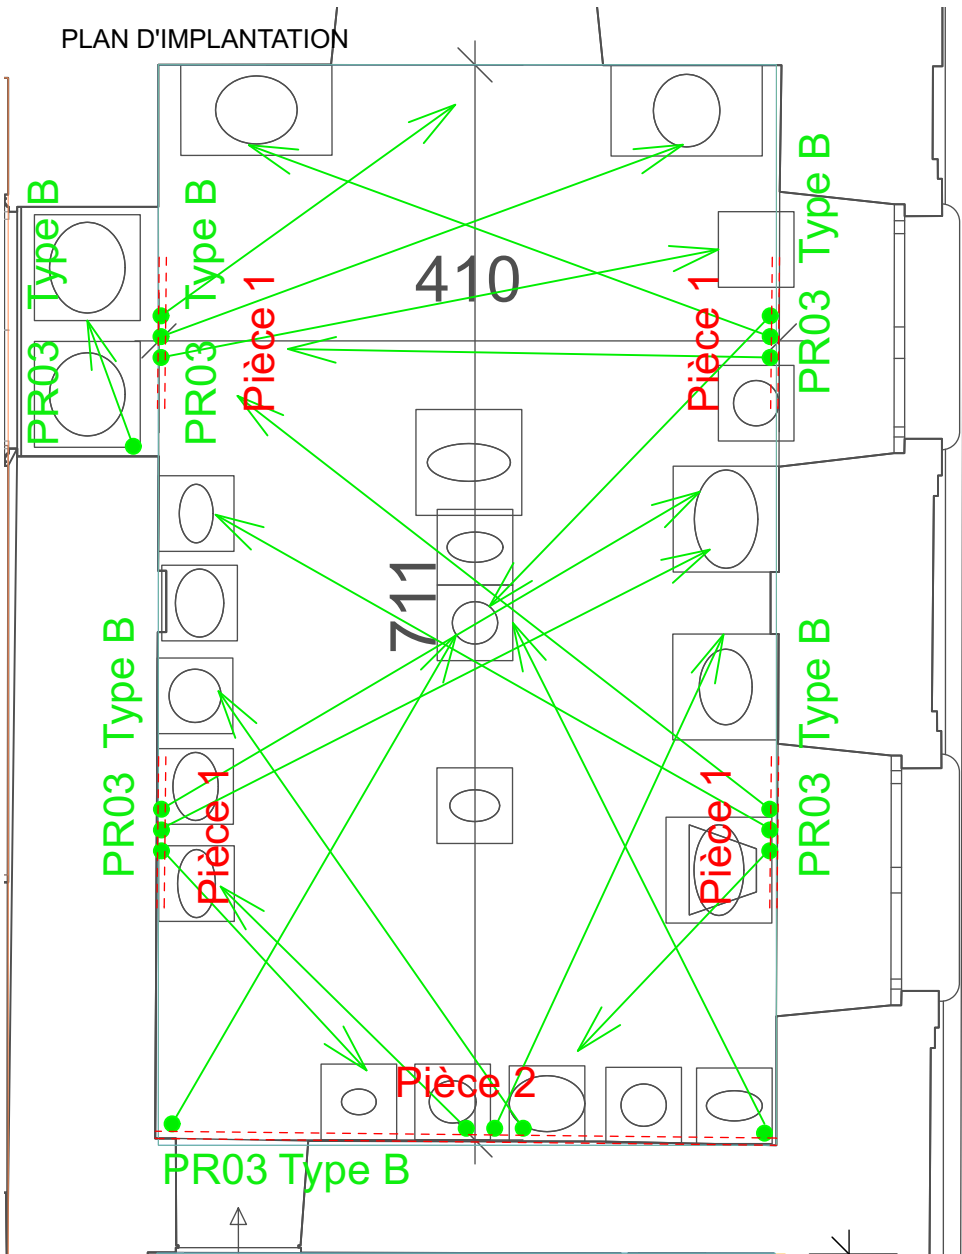 PLAN D'IMPLANTATION
PR03 Type B
PR03 Type B
Pièce 1
410
Pièce 1
PR03 Type B
711
PR03 Type B
Pièce 1
Pièce 1
PR03 Type B
Pièce 2
PR03 Type B